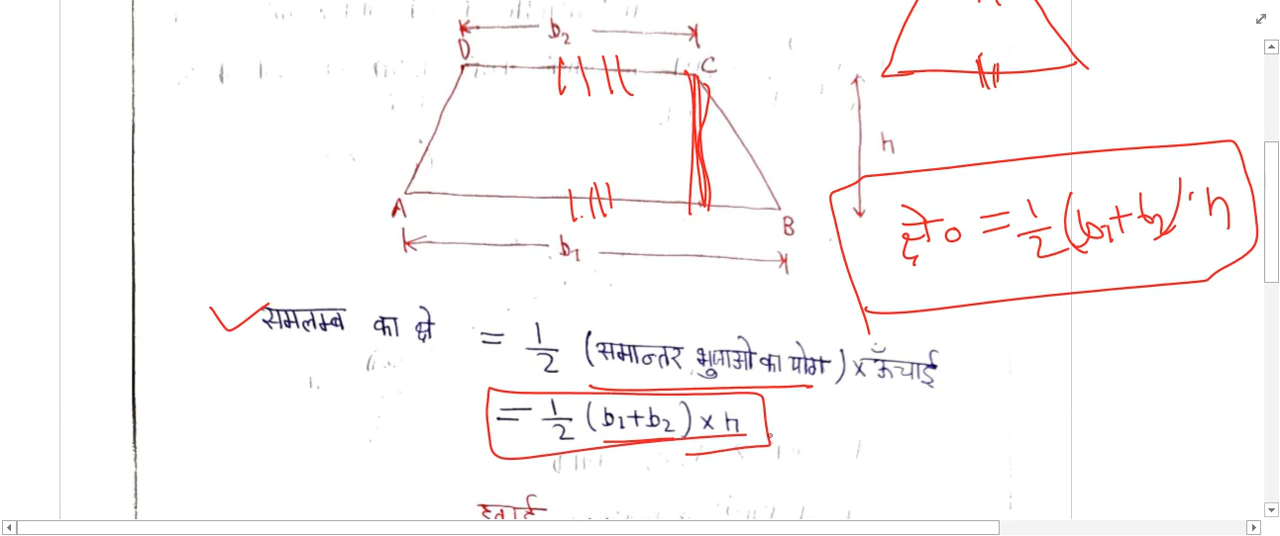 b₂
D
C
h
A
B
b₁
क्षे० = 1/2 (b₁+b₂)·h
समलम्ब का क्षे = 1/2 (समान्तर भुजाओ का योग) × ऊँचाई
= 1/2 (b₁+b₂) × h